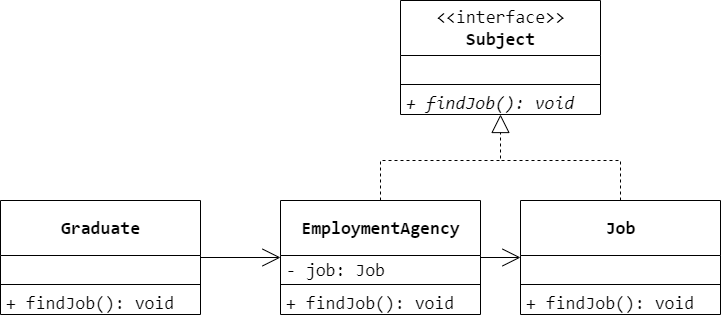 <<interface>>
Subject
+ findJob(): void
Graduate
+ findJob(): void
EmploymentAgency
- job: Job
+ findJob(): void
Job
+ findJob(): void